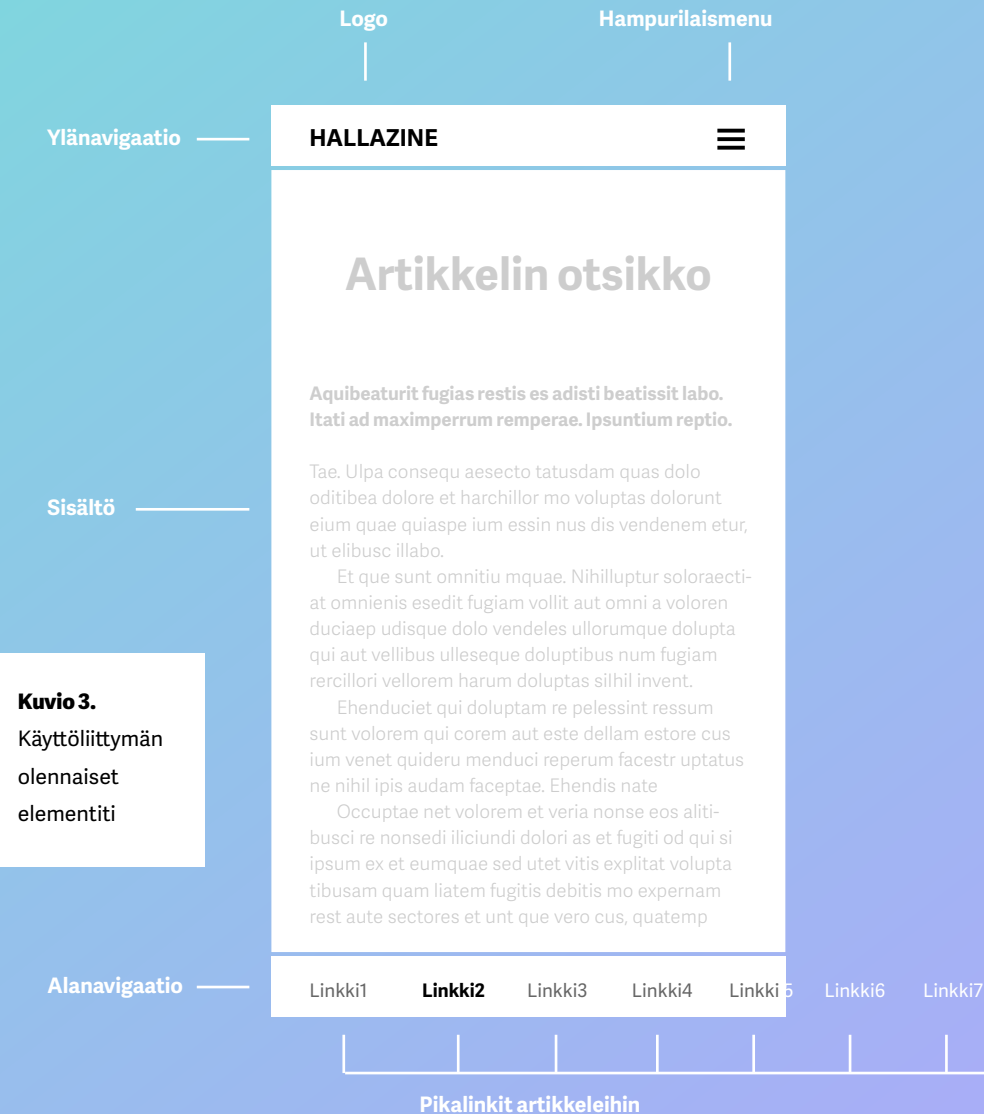 Logo
Hampurilaismenu
Ylänavigaatio
HALLAZINE
Artikkelin otsikko
Aquibeaturit fugias restis es adisti beatissit labo.
Itati ad maximperrum remperae. Ipsuntium reptio.
Tae. Ulpa consequ aesecto tatusdam quas dolo
oditibea dolore et harchillor mo voluptas dolorunt
eium quae quiaspe ium essin nus dis vendenem etur,
ut elibusc illabo.
Et que sunt omnitiu mquae. Nihilluptur soloraecti-
at omnienis esedit fugiam vollit aut omni a voloren
duciaep udisque dolo vendeles ullorumque dolupta
qui aut vellibus ulleseque doluptibus num fugiam
rercillori vellorem harum doluptas silhil invent.
Ehenduciet qui doluptam re pelessint ressum
sunt volorem qui corem aut este dellam estore cus
ium venet quideru menduci reperum facestr uptatus
ne nihil ipis audam faceptae. Ehendis nate
Occuptae net volorem et veria nonse eos aliti-
busci re nonsedi iliciundi dolori as et fugiti od qui si
ipsum ex et eumquae sed utet vitis explitat volupta
tibusam quam liatem fugitis debitis mo expernam
rest aute sectores et unt que vero cus, quatemp
Sisältö
Kuvio 3.
Käyttöliittymän
olennaiset
elementiti
Alanavigaatio
Linkki1 Linkki2 Linkki3 Linkki4 Linkki 5 Linkki6 Linkki7
Pikalinkit artikkeleihin